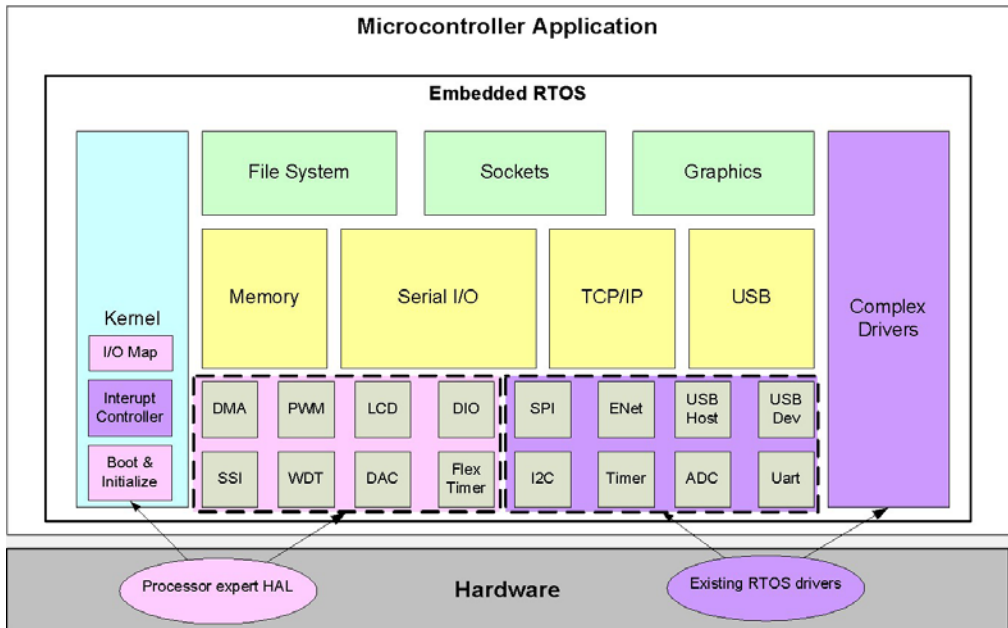 Microcontroller Application
Embedded RTOS
File System
Sockets
Graphics
Memory
Serial I/O
TCP/IP
USB
Kernel
I/O Map
Interupt
Controller
Boot &
Initialize
Complex
Drivers
DMA
PWM
LCD
DIO
SPI
ENet
USB
Host
USB
Dev
SSI
WDT
DAC
Flex
Timer
I2C
Timer
ADC
Uart
Processor expert HAL
Hardware
Existing RTOS drivers